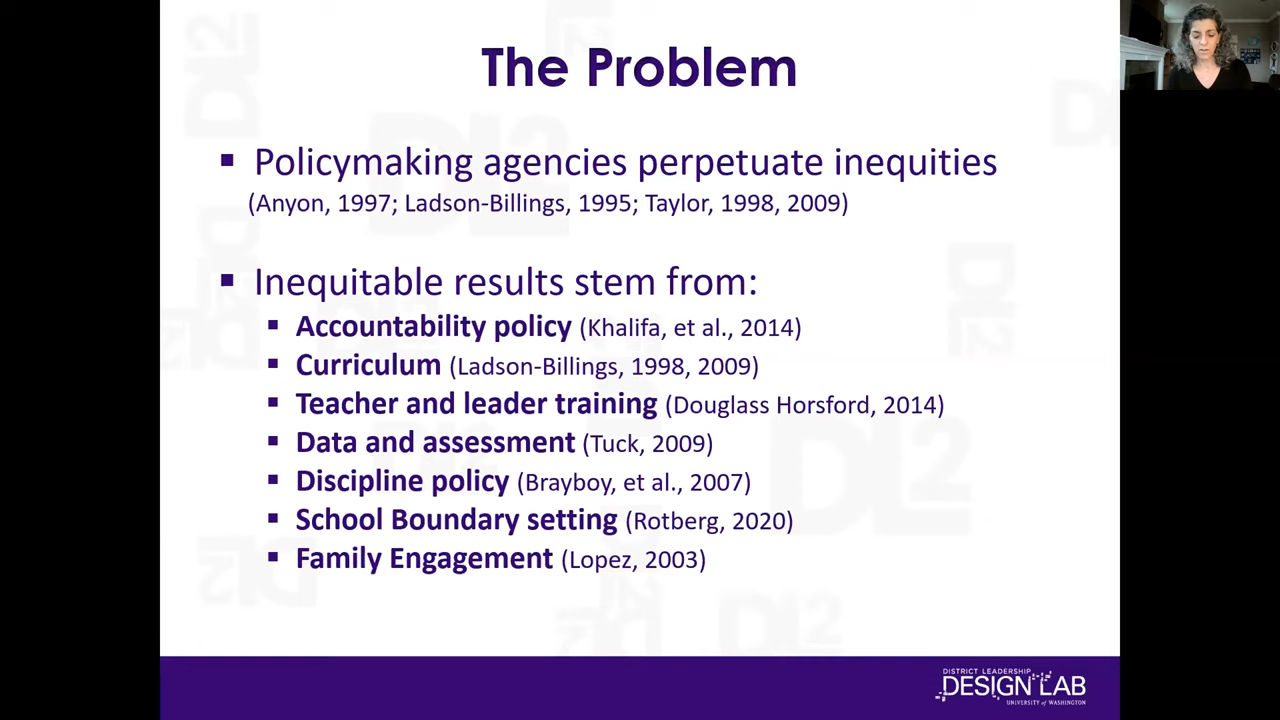 The Problem
▪ Policymaking agencies perpetuate inequities
(Anyon, 1997; Ladson-Billings, 1995; Taylor, 1998, 2009)
▪ Inequitable results stem from:
▪ Accountability policy (Khalifa, et al., 2014)
▪ Curriculum (Ladson-Billings, 1998, 2009)
▪ Teacher and leader training (Douglass Horsford, 2014)
▪ Data and assessment (Tuck, 2009)
▪ Discipline policy (Brayboy, et al., 2007)
▪ School Boundary setting (Rotberg, 2020)
▪ Family Engagement (Lopez, 2003)
DISTRICT LEADERSHIP
DESIGN LAB
UNIVERSITY of WASHINGTON